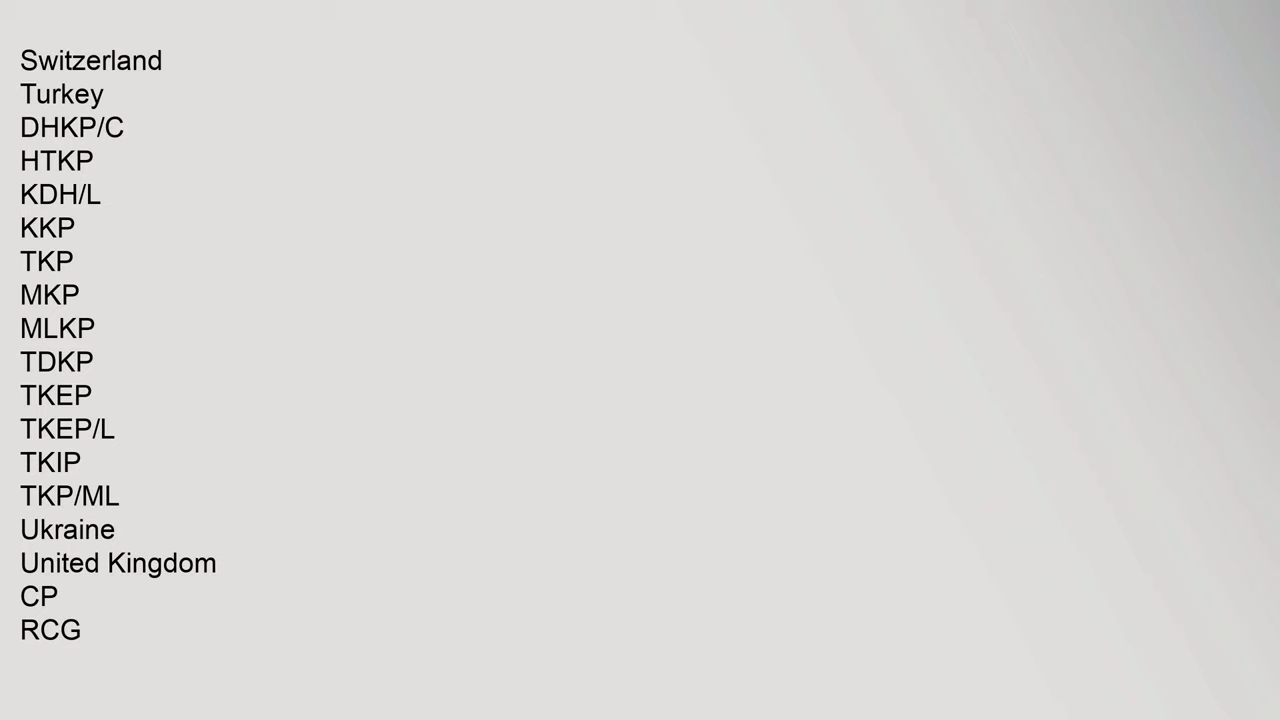 Switzerland
Turkey
DHKP/C
HTKP
KDH/L
KKP
TKP
MKP
MLKP
TDKP
TKEP
TKEP/L
TKIP
TKP/ML
Ukraine
United Kingdom
CP
RCG